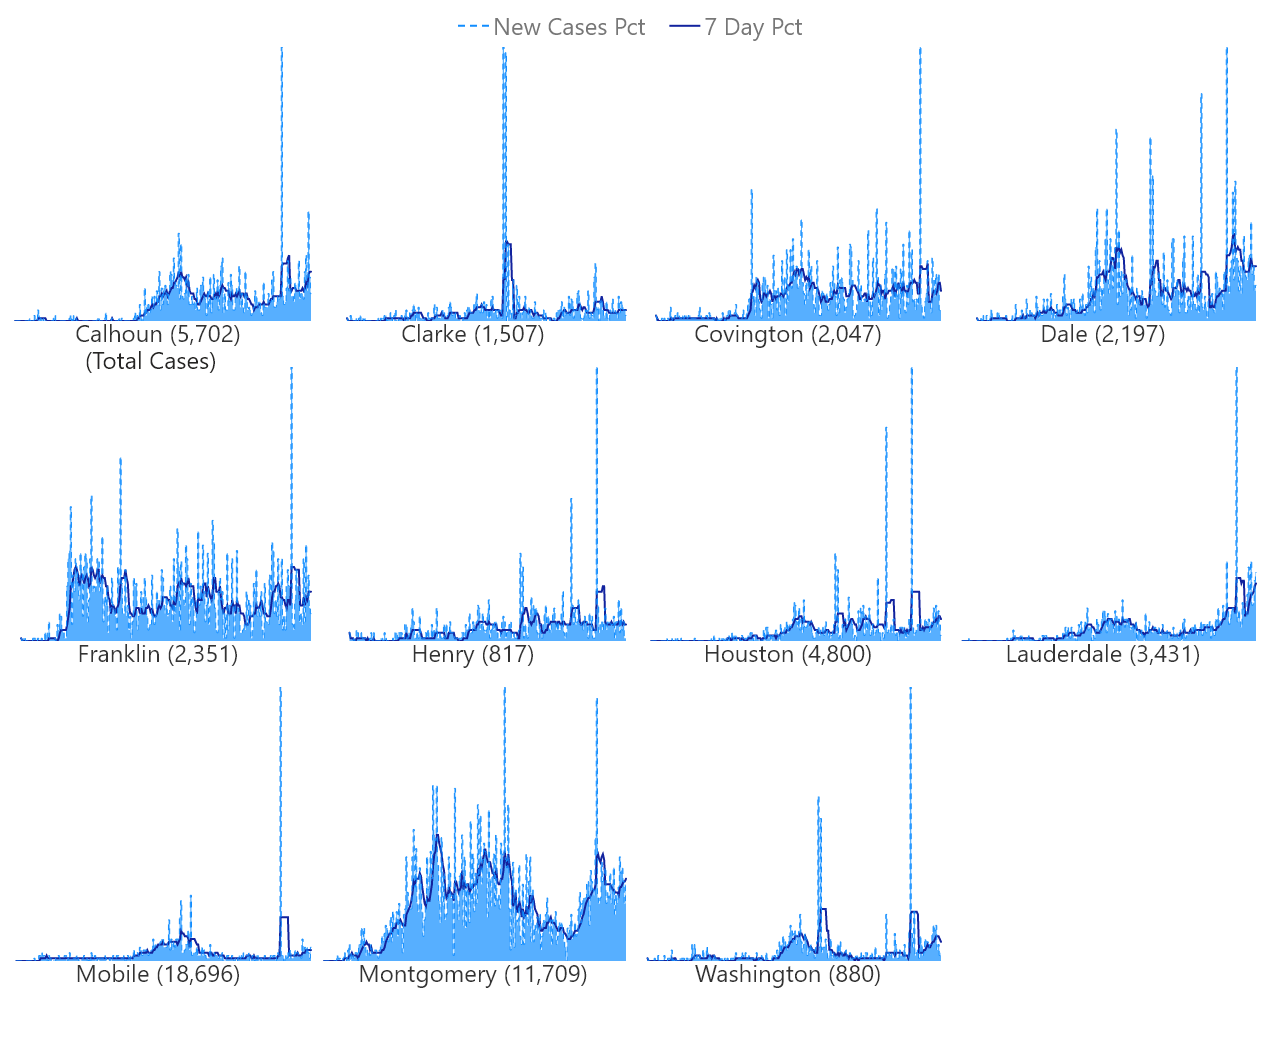 New Cases Pct 7 Day Pct
Calhoun (5,702) Clarke (1,507) Covington (2,047) Dale (2,197)
(Total Cases)
Franklin (2,351) Henry (817) Houston (4,800) Lauderdale (3,431)
Mobile (18,696) Montgomery (11,709) Washington (880)